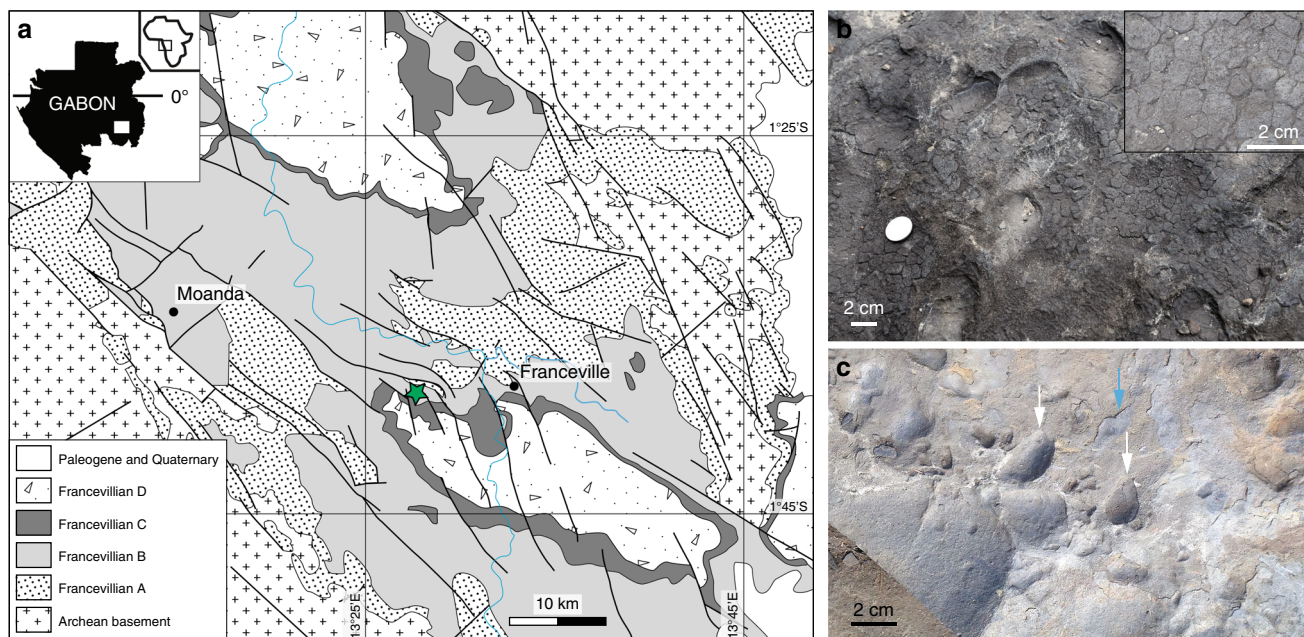 a
GABON
0°
1°25'S
Moanda
Franceville
1°45'S
13°25'E
13°45'E
10 km
Paleogene and Quaternary
Francevillian D
Francevillian C
Francevillian B
Francevillian A
Archean basement
b
2 cm
2 cm
c
2 cm